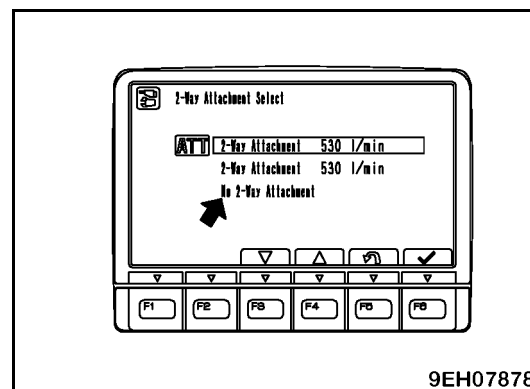 2-Way Attachment Select
ATT 2-Way Attachment 530 l/min
2-Way Attachment 530 l/min
No 2-Way Attachment
F1 F2 F3 F4 F5 F6
9EH07878